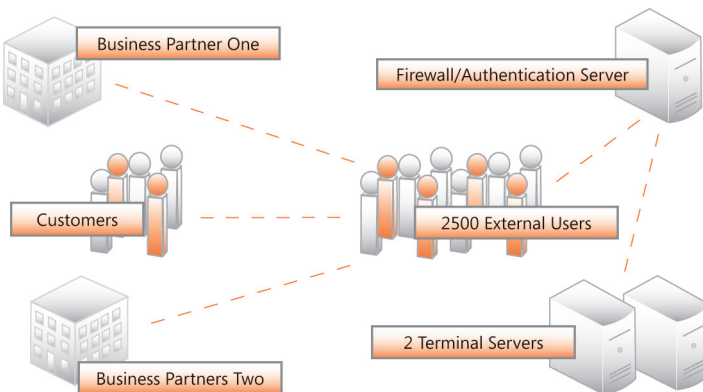 Business Partner One
Firewall/Authentication Server
Customers
2500 External Users
2 Terminal Servers
Business Partners Two